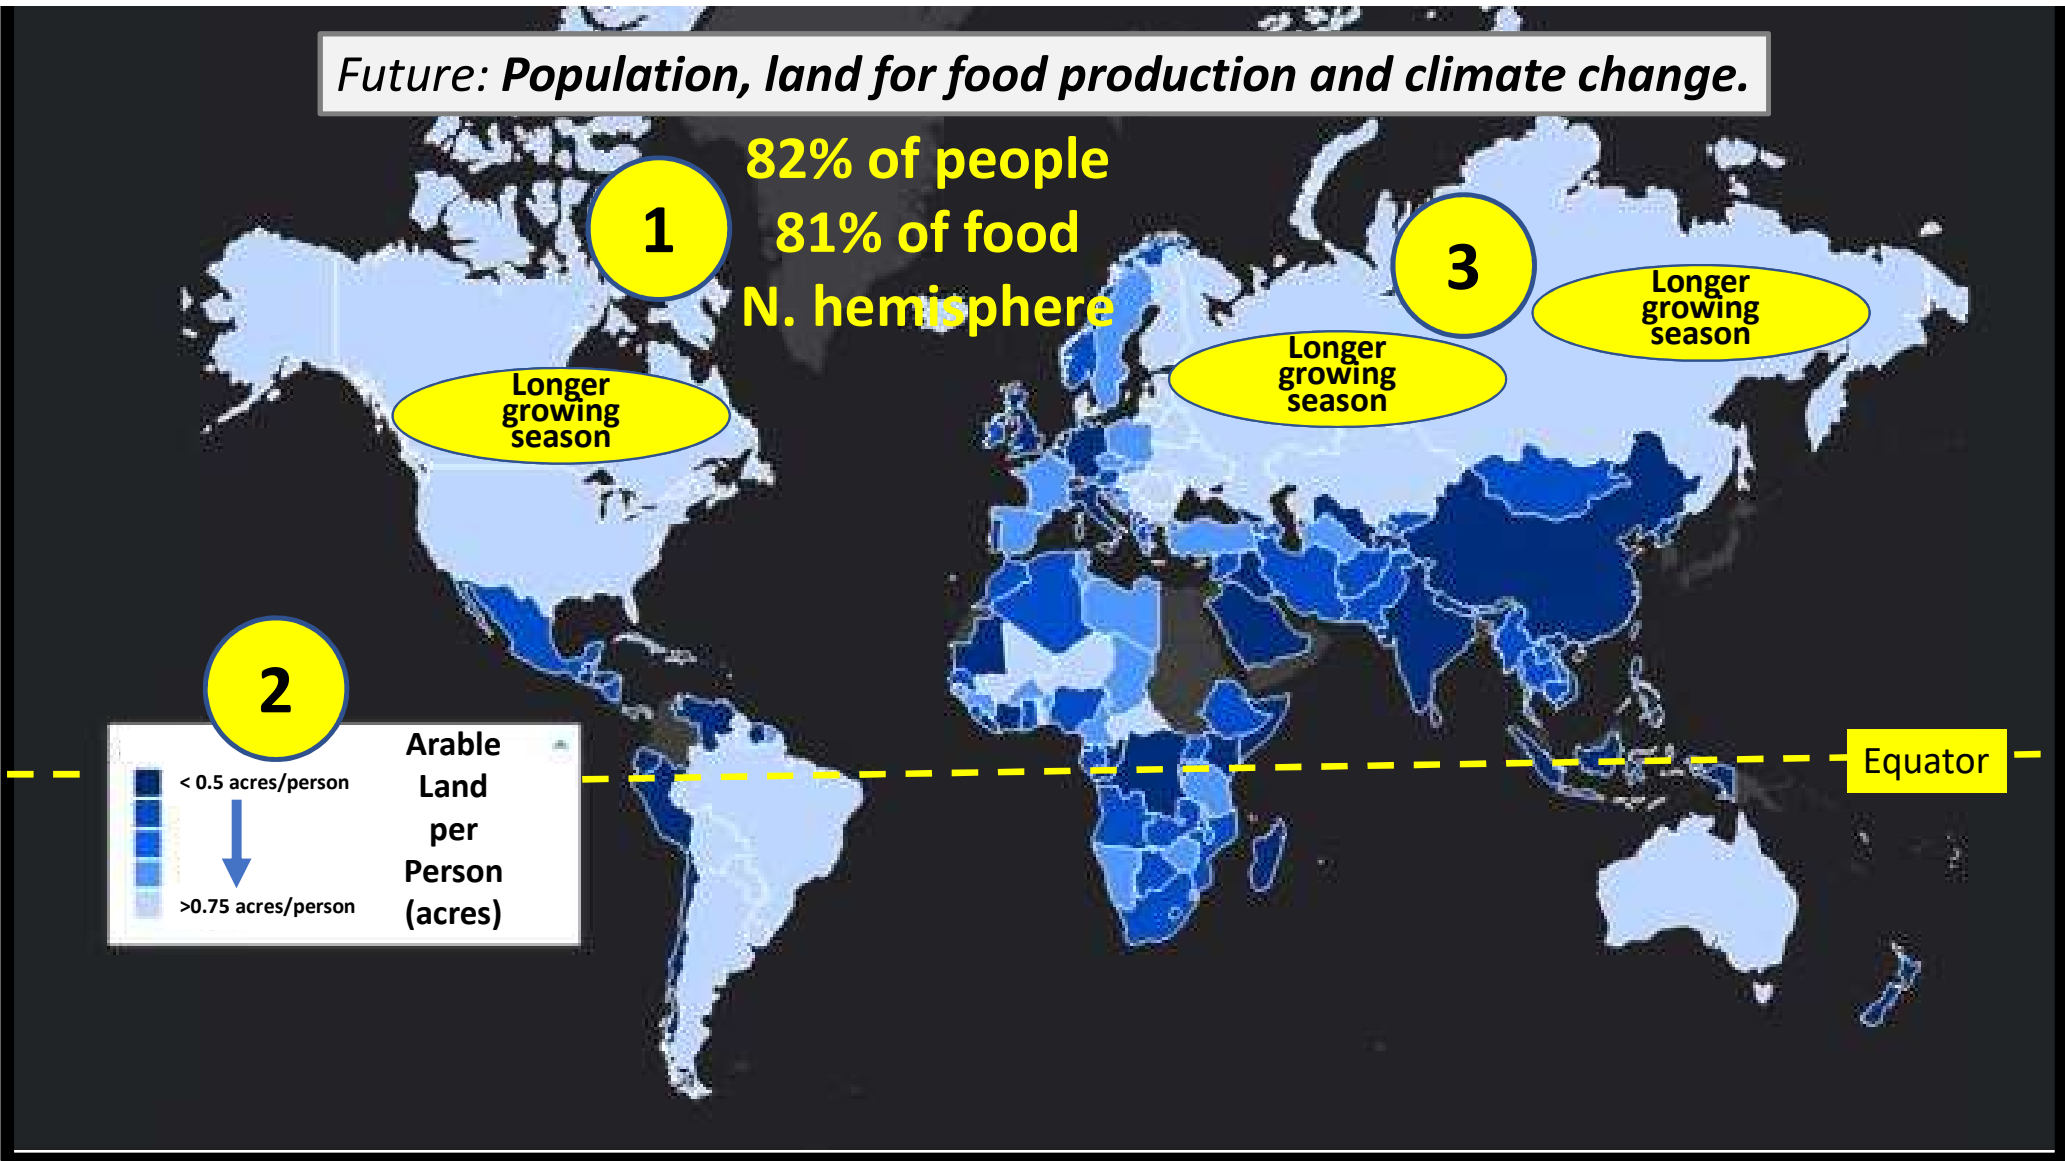 Future: Population, land for food production and climate change.
1
82% of people
81% of food
N. hemisphere
3
Longer
growing
season
Longer
growing
season
Longer
growing
season
2
< 0.5 acres/person
>0.75 acres/person
Arable
Land
per
Person
(acres)
Equator